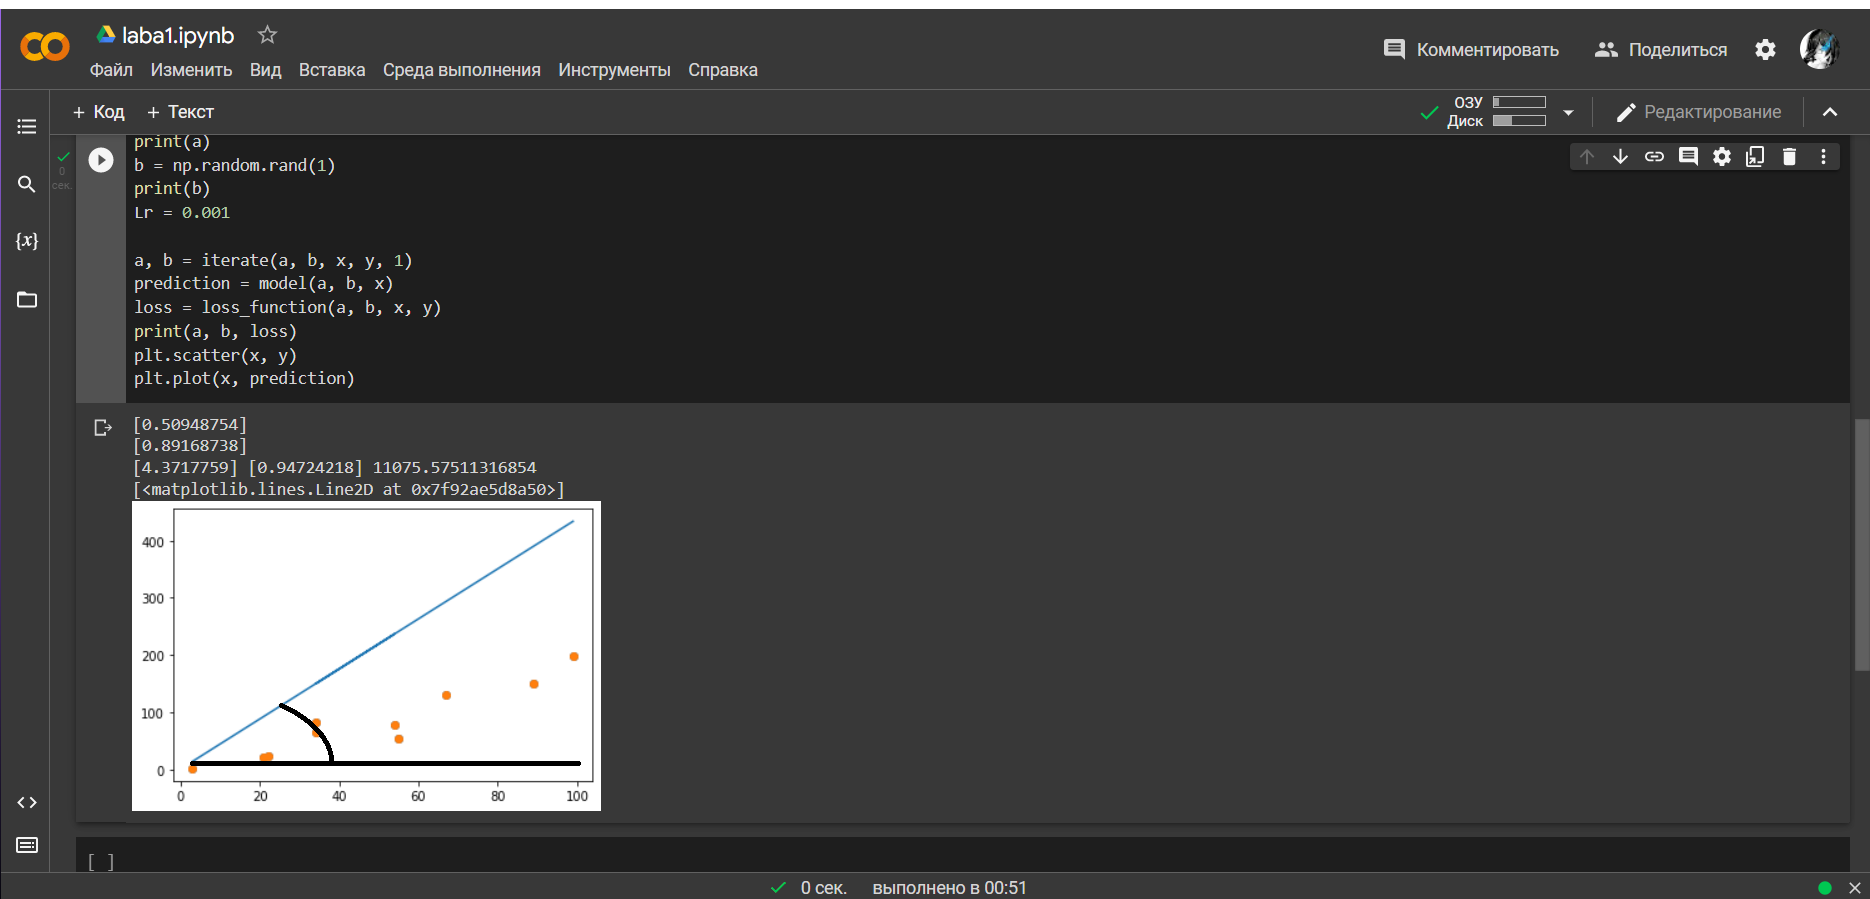 laba1.ipynb
Файл Изменить Вид Вставка Среда выполнения Инструменты Справка
Комментировать Поделиться
+ Код + Текст
ОЗУ
Диск
Редактирование
{x}
0
сек.
print(a)
b = np.random.rand(1)
print(b)
Lr = 0.001
a, b = iterate(a, b, x, y, 1)
prediction = model(a, b, x)
loss = loss_function(a, b, x, y)
print(a, b, loss)
plt.scatter(x, y)
plt.plot(x, prediction)
[0.50948754]
[0.89168738]
[4.3717759] [0.94724218] 11075.57511316854
[<matplotlib.lines.Line2D at 0x7f92ae5d8a50>]
400
300
200
100
0
0 20 40 60 80 100
[ ]
0 сек. выполнено в 00:51